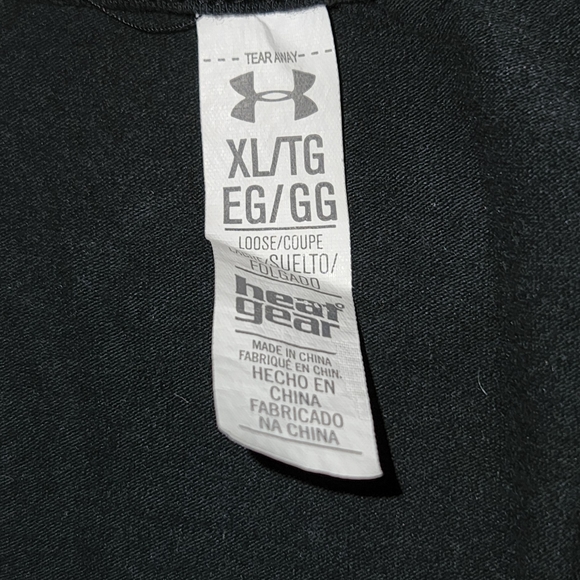 TEAR AWAY
XL/TG
EG/GG
LOOSE/COUPE
/SUELTO/
FOLGADO
heat
gear
MADE IN CHINA
FABRIQUÉ EN CHIN.
HECHO EN
CHINA
FABRICADO
NA CHINA